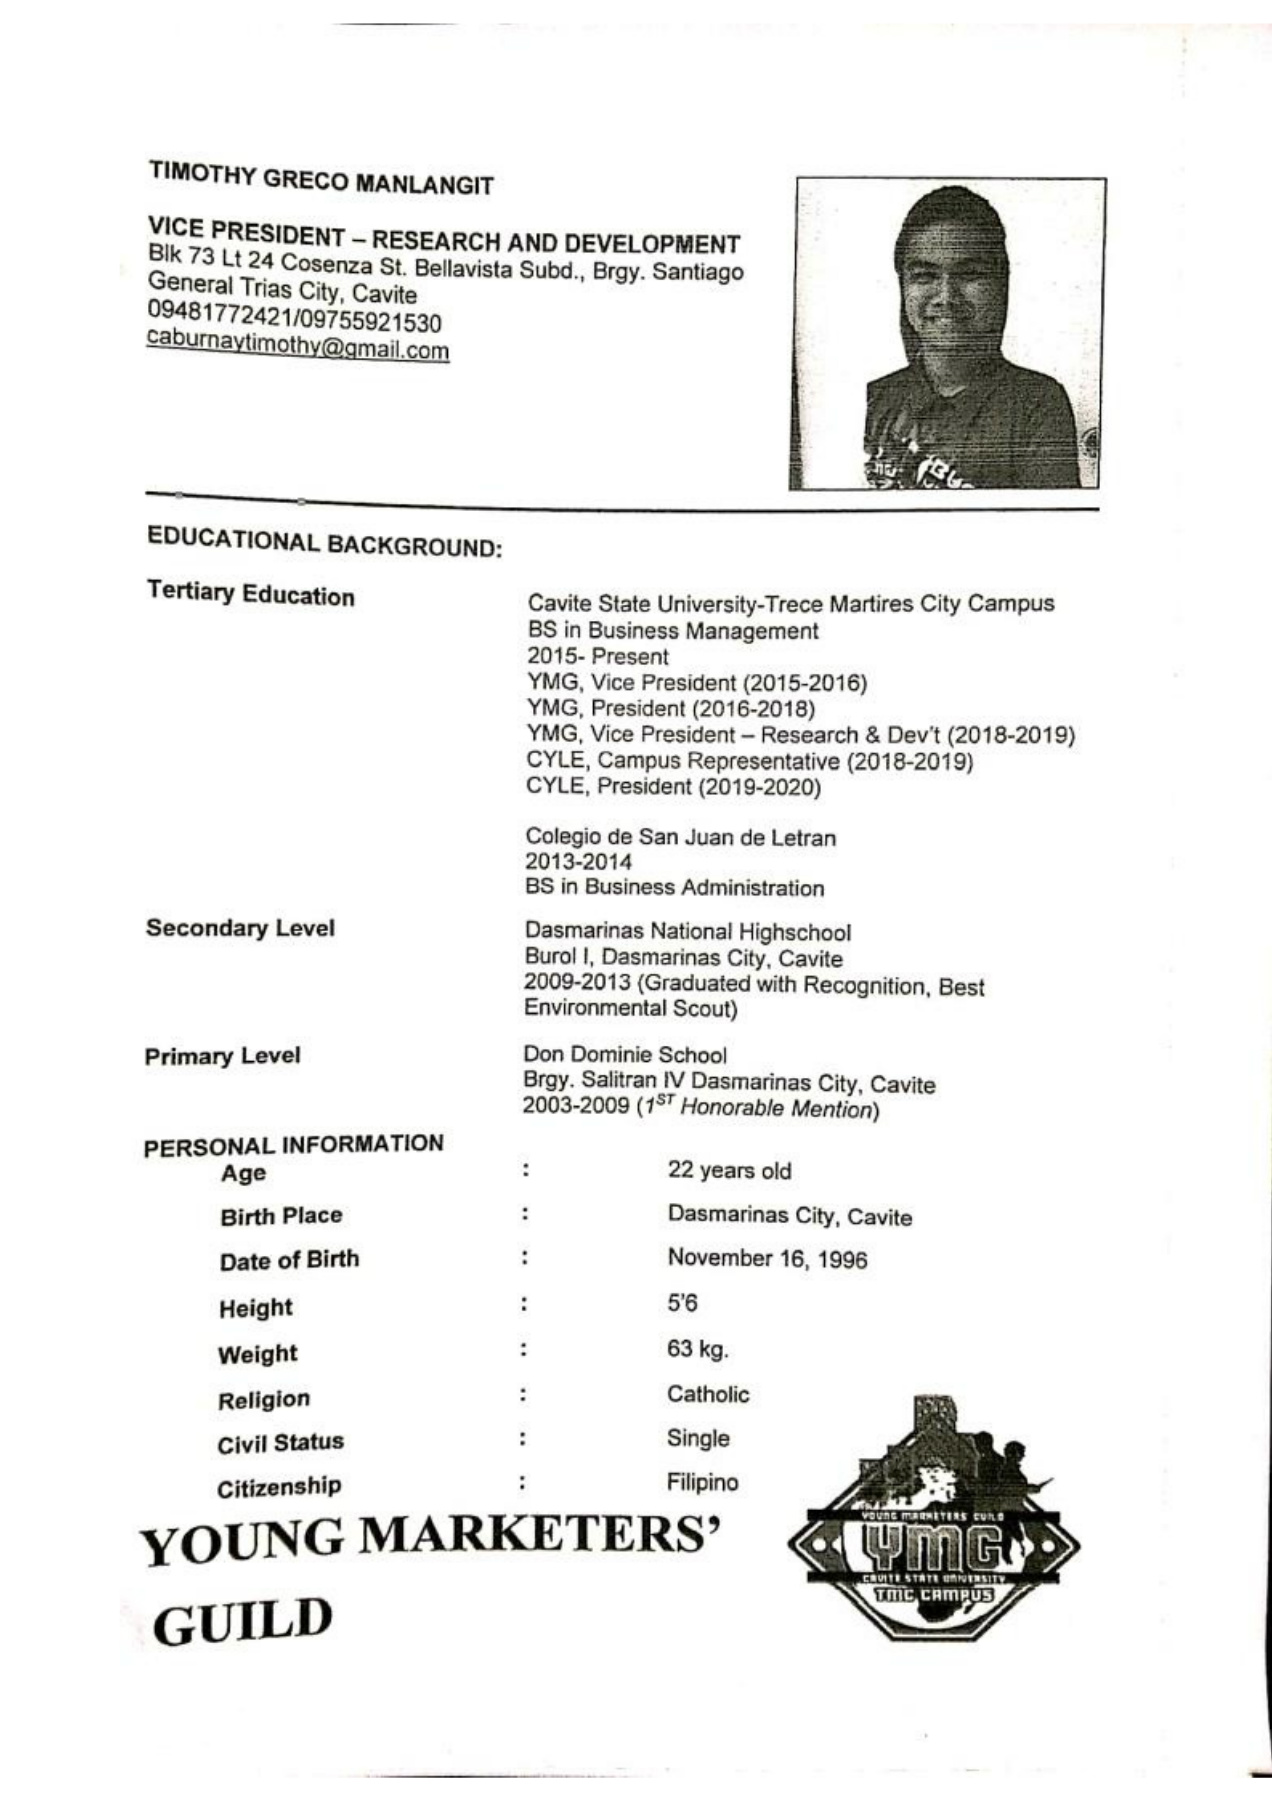 TIMOTHY GRECO MANLANGIT
VICE PRESIDENT – RESEARCH AND DEVELOPMENT
Blk 73 Lt 24 Cosenza St. Bellavista Subd., Brgy. Santiago
General Trias City, Cavite
09481772421/09755921530
caburnaytimothy@gmail.com
EDUCATIONAL BACKGROUND:
Tertiary Education
Cavite State University-Trece Martires City Campus
BS in Business Management
2015- Present
YMG, Vice President (2015-2016)
YMG, President (2016-2018)
YMG, Vice President – Research & Dev't (2018-2019)
CYLE, Campus Representative (2018-2019)
CYLE, President (2019-2020)
Colegio de San Juan de Letran
2013-2014
BS in Business Administration
Secondary Level
Dasmarinas National Highschool
Burol I, Dasmarinas City, Cavite
2009-2013 (Graduated with Recognition, Best
Environmental Scout)
Primary Level
Don Dominie School
Brgy. Salitran IV Dasmarinas City, Cavite
2003-2009 (1ST Honorable Mention)
PERSONAL INFORMATION
Age : 22 years old
Birth Place : Dasmarinas City, Cavite
Date of Birth : November 16, 1996
Height : 5'6
Weight : 63 kg.
Religion : Catholic
Civil Status : Single
Citizenship : Filipino
YOUNG MARKETERS'
GUILD
YOUNG MARKETERS GUILD
YMG
CAVITE STATE UNIVERSITY
TMC CAMPUS